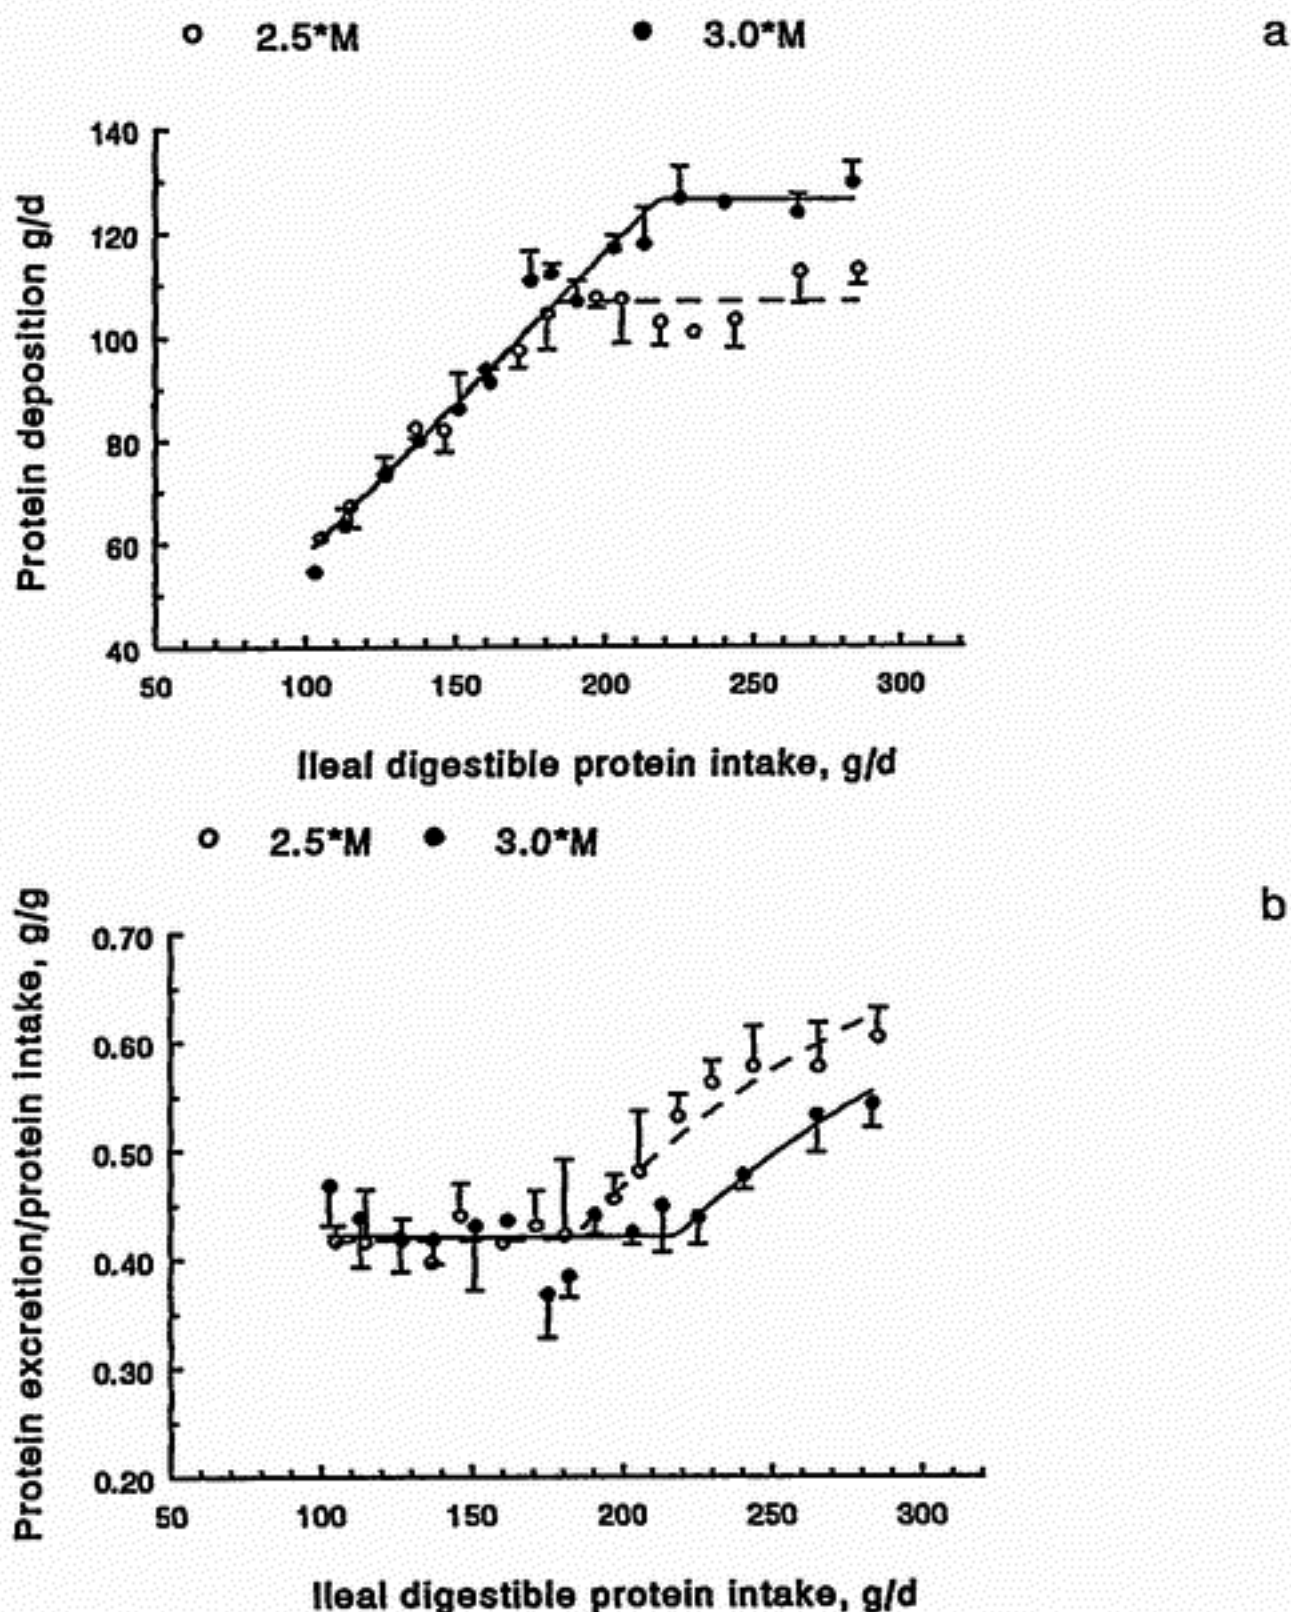 2.5*M 3.0*M a
140
120
100
80
60
40
Protein deposition g/d
50 100 150 200 250 300
Ileal digestible protein intake, g/d
2.5*M 3.0*M
b
0.70
0.60
0.50
0.40
0.30
0.20
Protein excretion/protein intake, g/g
50 100 150 200 250 300
Ileal digestible protein intake, g/d